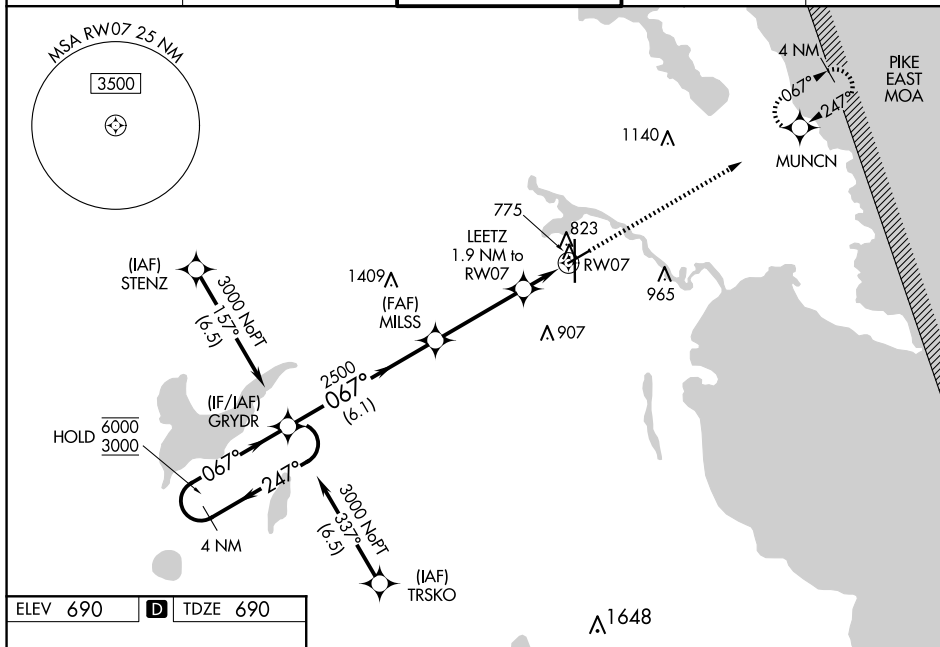 MSA RW07 25 NM
3500
4 NM
067°
247°
MUNCN
PIKE
EAST
MOA
1140
775
823
LEETZ
1.9 NM to
RW07
RW07
965
(IAF)
STENZ
3000 NoPT
157°
(6.5)
1409
(FAF)
MILSS
907
2500
067°
(6.1)
(IF/IAF)
GRYDR
HOLD
6000
3000
067°
247°
4 NM
3000 NoPT
337°
(6.5)
(IAF)
TRSKO
ELEV 690 D TDZE 690
1648